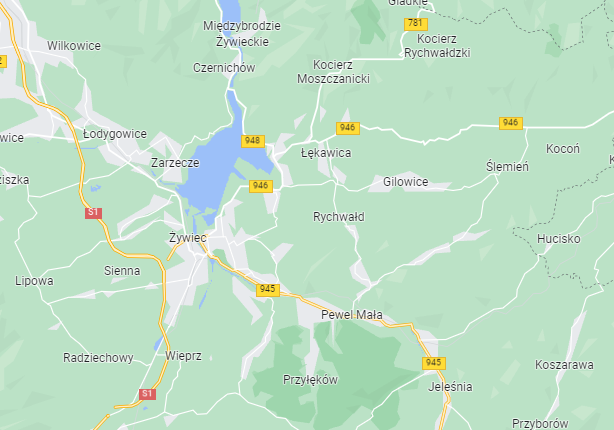 Gladkie
Międzybrodzie
Żywieckie
781
Wilkowice
Kocierz
Rychwałdzki
Czernichów
Kocierz
Moszczanicki
946
946
Łodygowice
948
Kocoń
Łękawica
Zarzecze
Ślemień
946
Gilowice
S1
Rychwałd
Żywiec
Hucisko
Sienna
Lipowa
945
Pewel Mała
Radziechowy
Wieprz
945
Koszarawa
Przyłęków
Jeleśnia
S1
Przyborów